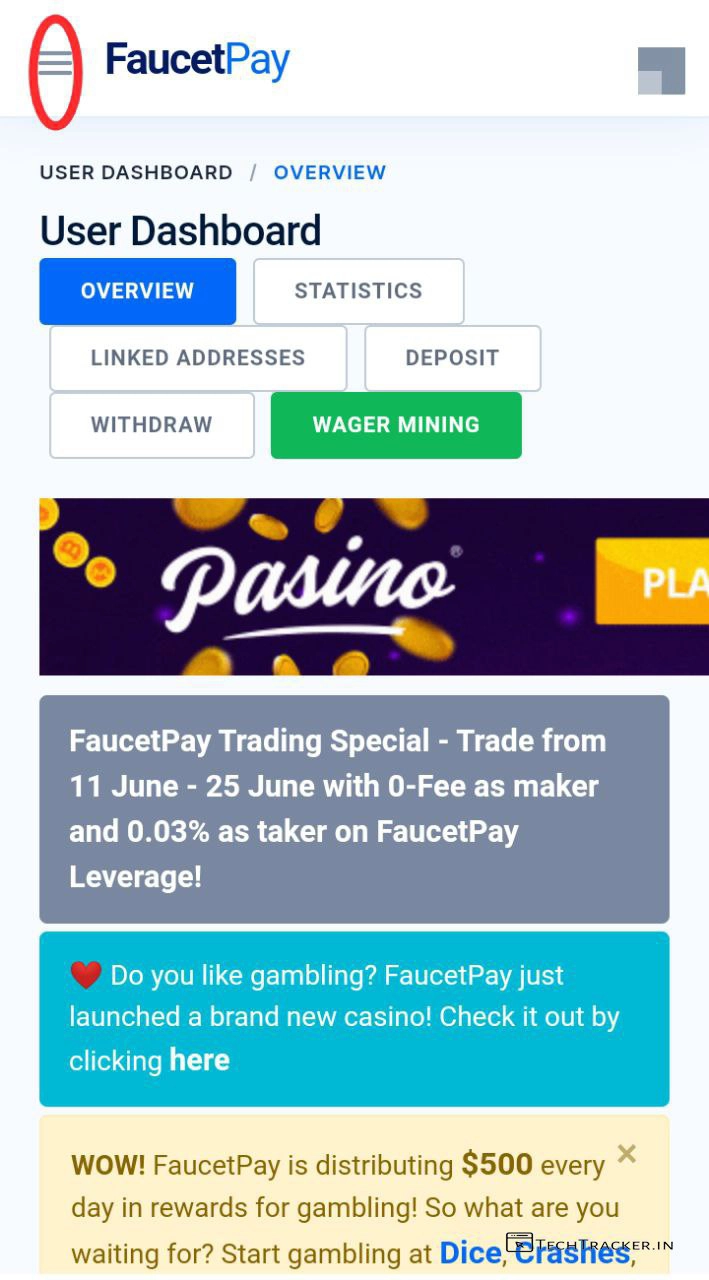 FaucetPay
USER DASHBOARD / OVERVIEW
User Dashboard
OVERVIEW
STATISTICS
LINKED ADDRESSES
DEPOSIT
WITHDRAW
WAGER MINING
Pasino®
PLA
FaucetPay Trading Special - Trade from
11 June - 25 June with 0-Fee as maker
and 0.03% as taker on FaucetPay
Leverage!
❤️ Do you like gambling? FaucetPay just
launched a brand new casino! Check it out by
clicking here
WOW! FaucetPay is distributing $500 every ×
day in rewards for gambling! So what are you
waiting for? Start gambling at Dice, Crashes,
TECHTRACKER.IN